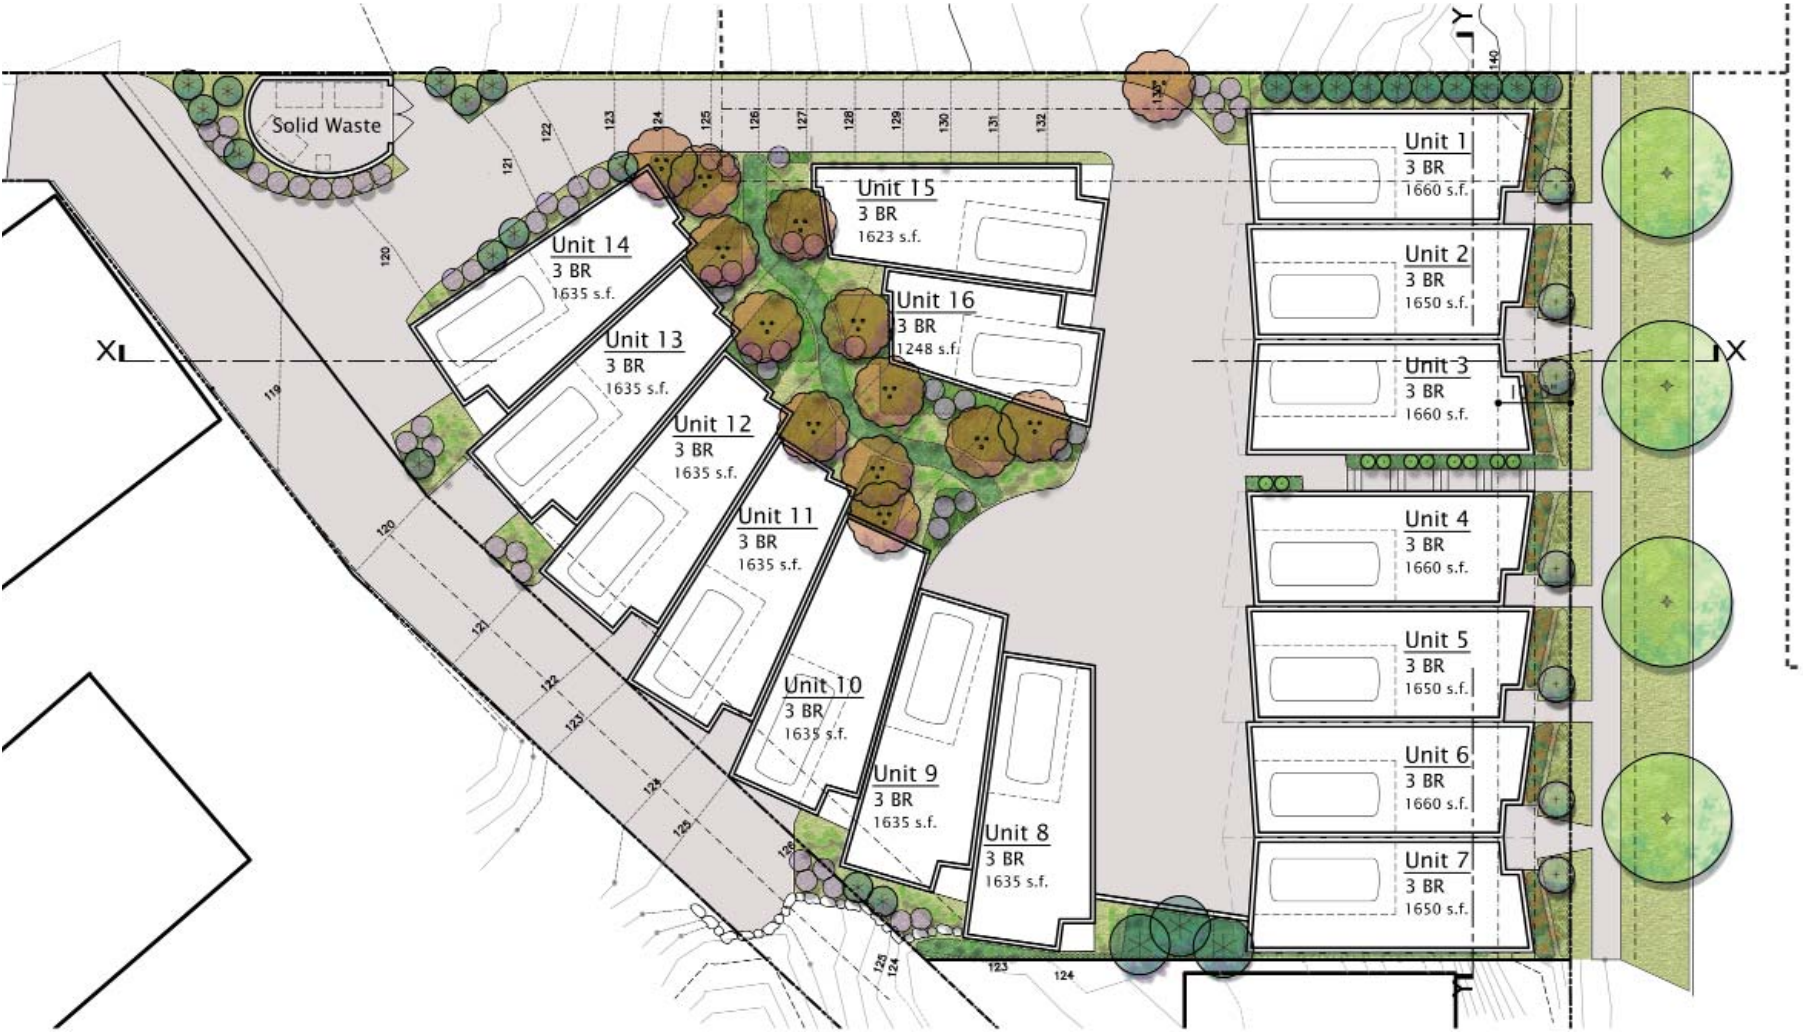 Y
140
133
Solid Waste
123
124
125
126
127
128
129
130
131
132
122
121
120
119
Unit 1
3 BR
1660 s.f.
Unit 15
3 BR
1623 s.f.
Unit 14
3 BR
1635 s.f.
Unit 2
3 BR
1650 s.f.
Unit 16
3 BR
1248 s.f.
Unit 13
3 BR
1635 s.f.
X
X
Unit 3
3 BR
1660 s.f.
Unit 12
3 BR
1635 s.f.
Unit 11
3 BR
1635 s.f.
Unit 4
3 BR
1660 s.f.
120
121
122
123
124
125
126
Unit 5
3 BR
1650 s.f.
Unit 10
3 BR
1635 s.f.
Unit 9
3 BR
1635 s.f.
Unit 6
3 BR
1660 s.f.
Unit 8
3 BR
1635 s.f.
Unit 7
3 BR
1650 s.f.
125
124
123
124
Y